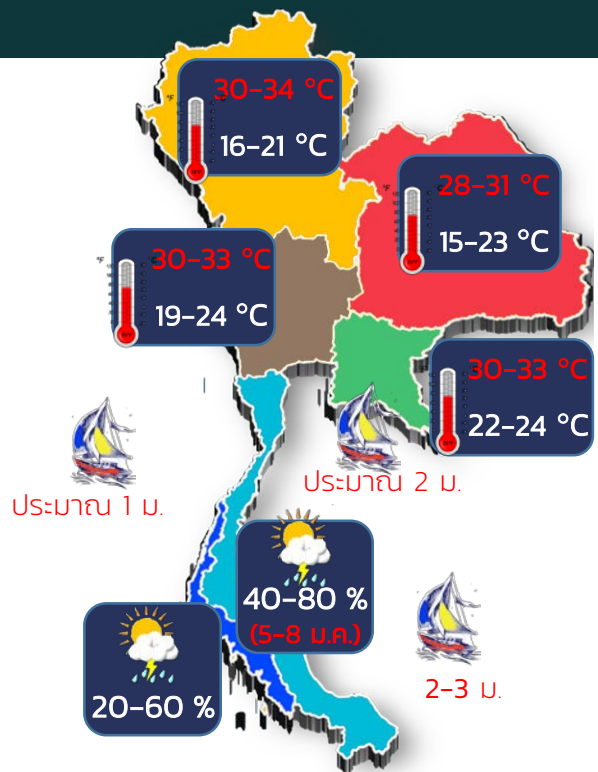 30-34 °C
16-21 °C
28-31 °C
15-23 °C
30-33 °C
19-24 °C
30-33 °C
22-24 °C
ประมาณ 1 ม.
ประมาณ 2 ม.
40-80 %
(5-8 ม.ค.)
2-3 ม.
20-60 %